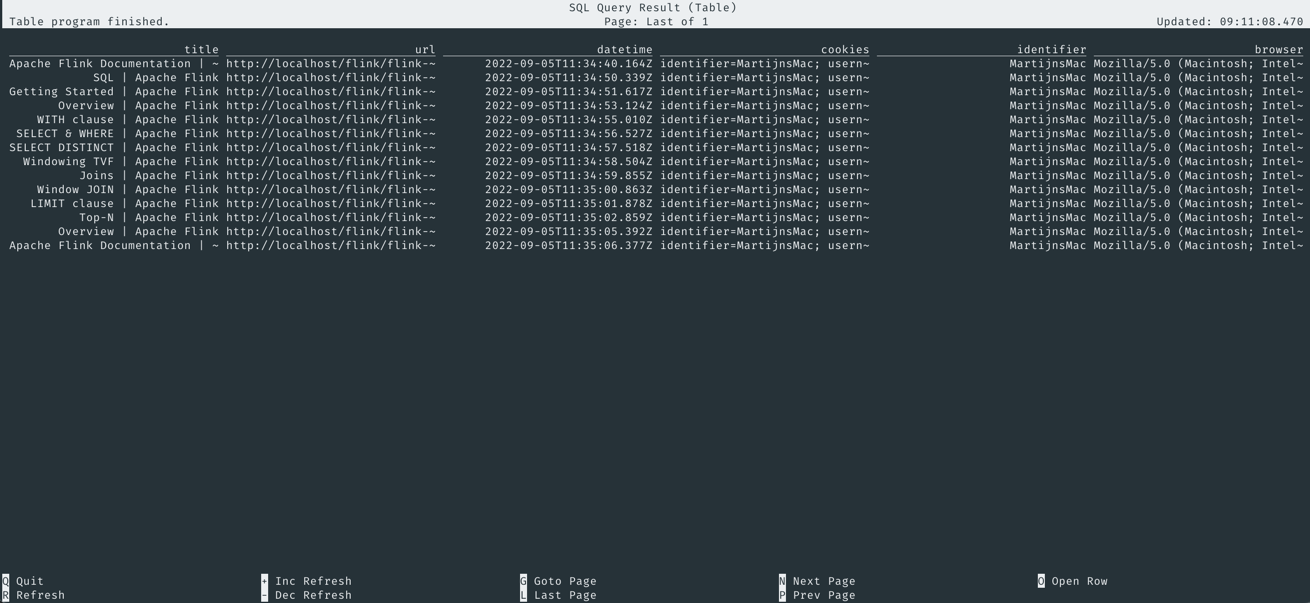 SQL Query Result (Table)
Table program finished. Page: Last of 1 Updated: 09:11:08.470
title url datetime cookies identifier browser
Apache Flink Documentation | ~ http://localhost/flink/flink-~ 2022-09-05T11:34:40.164Z identifier=MartijnsMac; usern~ MartijnsMac Mozilla/5.0 (Macintosh; Intel~
SQL | Apache Flink http://localhost/flink/flink-~ 2022-09-05T11:34:50.339Z identifier=MartijnsMac; usern~ MartijnsMac Mozilla/5.0 (Macintosh; Intel~
Getting Started | Apache Flink http://localhost/flink/flink-~ 2022-09-05T11:34:51.617Z identifier=MartijnsMac; usern~ MartijnsMac Mozilla/5.0 (Macintosh; Intel~
Overview | Apache Flink http://localhost/flink/flink-~ 2022-09-05T11:34:53.124Z identifier=MartijnsMac; usern~ MartijnsMac Mozilla/5.0 (Macintosh; Intel~
WITH clause | Apache Flink http://localhost/flink/flink-~ 2022-09-05T11:34:55.010Z identifier=MartijnsMac; usern~ MartijnsMac Mozilla/5.0 (Macintosh; Intel~
SELECT & WHERE | Apache Flink http://localhost/flink/flink-~ 2022-09-05T11:34:56.527Z identifier=MartijnsMac; usern~ MartijnsMac Mozilla/5.0 (Macintosh; Intel~
SELECT DISTINCT | Apache Flink http://localhost/flink/flink-~ 2022-09-05T11:34:57.518Z identifier=MartijnsMac; usern~ MartijnsMac Mozilla/5.0 (Macintosh; Intel~
Windowing TVF | Apache Flink http://localhost/flink/flink-~ 2022-09-05T11:34:58.504Z identifier=MartijnsMac; usern~ MartijnsMac Mozilla/5.0 (Macintosh; Intel~
Joins | Apache Flink http://localhost/flink/flink-~ 2022-09-05T11:34:59.855Z identifier=MartijnsMac; usern~ MartijnsMac Mozilla/5.0 (Macintosh; Intel~
Window JOIN | Apache Flink http://localhost/flink/flink-~ 2022-09-05T11:35:00.863Z identifier=MartijnsMac; usern~ MartijnsMac Mozilla/5.0 (Macintosh; Intel~
LIMIT clause | Apache Flink http://localhost/flink/flink-~ 2022-09-05T11:35:01.878Z identifier=MartijnsMac; usern~ MartijnsMac Mozilla/5.0 (Macintosh; Intel~
Top-N | Apache Flink http://localhost/flink/flink-~ 2022-09-05T11:35:02.859Z identifier=MartijnsMac; usern~ MartijnsMac Mozilla/5.0 (Macintosh; Intel~
Overview | Apache Flink http://localhost/flink/flink-~ 2022-09-05T11:35:05.392Z identifier=MartijnsMac; usern~ MartijnsMac Mozilla/5.0 (Macintosh; Intel~
Apache Flink Documentation | ~ http://localhost/flink/flink-~ 2022-09-05T11:35:06.377Z identifier=MartijnsMac; usern~ MartijnsMac Mozilla/5.0 (Macintosh; Intel~
Q Quit + Inc Refresh G Goto Page N Next Page O Open Row
R Refresh - Dec Refresh L Last Page P Prev Page